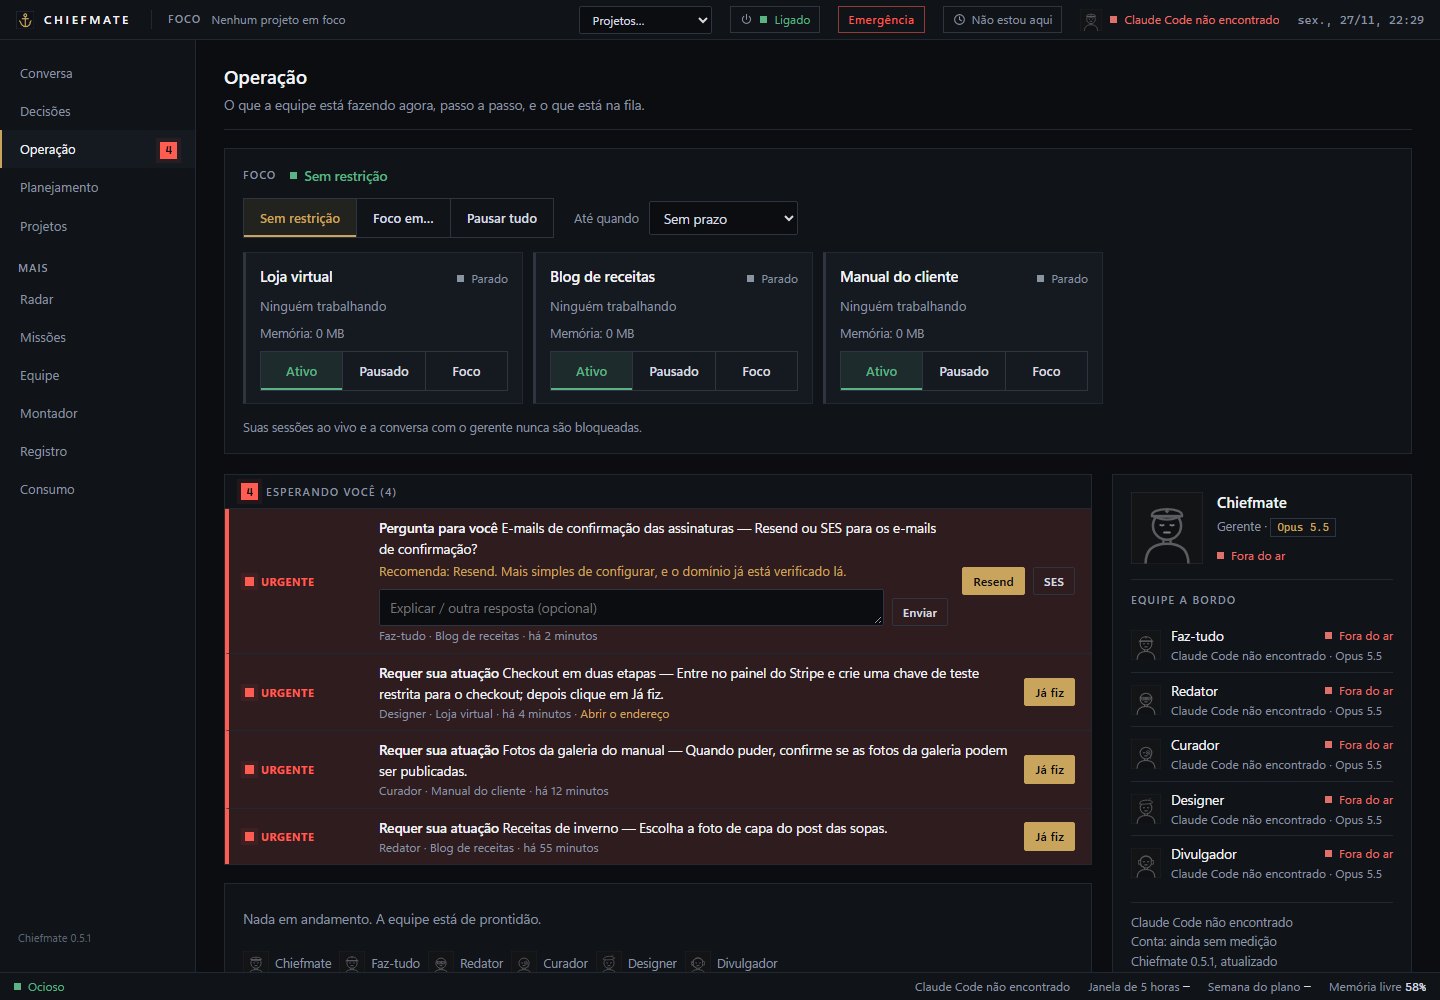 CHIEFMATE
FOCO Nenhum projeto em foco
Projetos...
Ligado
Emergência
Não estou aqui
Claude Code não encontrado
sex., 27/11, 22:29
Conversa
Decisões
Operação 4
Planejamento
Projetos
MAIS
Radar
Missões
Equipe
Montador
Registro
Consumo
Chiefmate 0.5.1
Operação
O que a equipe está fazendo agora, passo a passo, e o que está na fila.
FOCO Sem restrição
Sem restrição Foco em... Pausar tudo Até quando Sem prazo
Loja virtual Parado
Ninguém trabalhando
Memória: 0 MB
Ativo Pausado Foco
Blog de receitas Parado
Ninguém trabalhando
Memória: 0 MB
Ativo Pausado Foco
Manual do cliente Parado
Ninguém trabalhando
Memória: 0 MB
Ativo Pausado Foco
Suas sessões ao vivo e a conversa com o gerente nunca são bloqueadas.
4 ESPERANDO VOCÊ (4)
URGENTE
Pergunta para você E-mails de confirmação das assinaturas — Resend ou SES para os e-mails
de confirmação?
Recomenda: Resend. Mais simples de configurar, e o domínio já está verificado lá.
Explicar / outra resposta (opcional)
Enviar
Resend
SES
Faz-tudo · Blog de receitas · há 2 minutos
URGENTE
Requer sua atuação Checkout em duas etapas — Entre no painel do Stripe e crie uma chave de teste
restrita para o checkout; depois clique em Já fiz.
Designer · Loja virtual · há 4 minutos · Abrir o endereço
Já fiz
URGENTE
Requer sua atuação Fotos da galeria do manual — Quando puder, confirme se as fotos da galeria podem
ser publicadas.
Curador · Manual do cliente · há 12 minutos
Já fiz
URGENTE
Requer sua atuação Receitas de inverno — Escolha a foto de capa do post das sopas.
Redator · Blog de receitas · há 55 minutos
Já fiz
Nada em andamento. A equipe está de prontidão.
Chiefmate Faz-tudo Redator Curador Designer Divulgador
Chiefmate
Gerente · Opus 5.5
Fora do ar
EQUIPE A BORDO
Faz-tudo Fora do ar
Claude Code não encontrado · Opus 5.5
Redator Fora do ar
Claude Code não encontrado · Opus 5.5
Curador Fora do ar
Claude Code não encontrado · Opus 5.5
Designer Fora do ar
Claude Code não encontrado · Opus 5.5
Divulgador Fora do ar
Claude Code não encontrado · Opus 5.5
Claude Code não encontrado
Conta: ainda sem medição
Chiefmate 0.5.1, atualizado
Ocioso
Claude Code não encontrado Janela de 5 horas — Semana do plano — Memória livre 58%